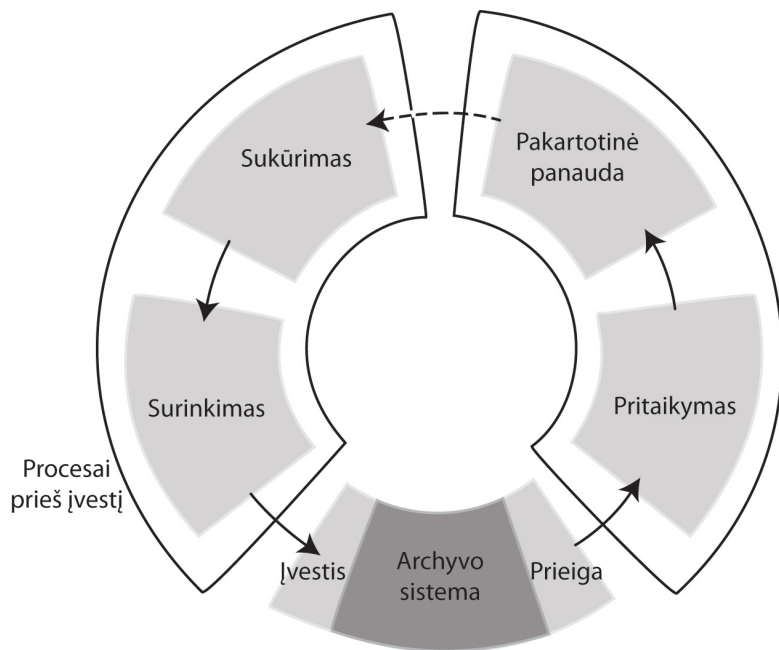 Sukūrimas
Pakartotinė
panauda
Surinkimas
Pritaikymas
Procesai
prieš įvestį
Įvestis
Archyvo
sistema
Prieiga